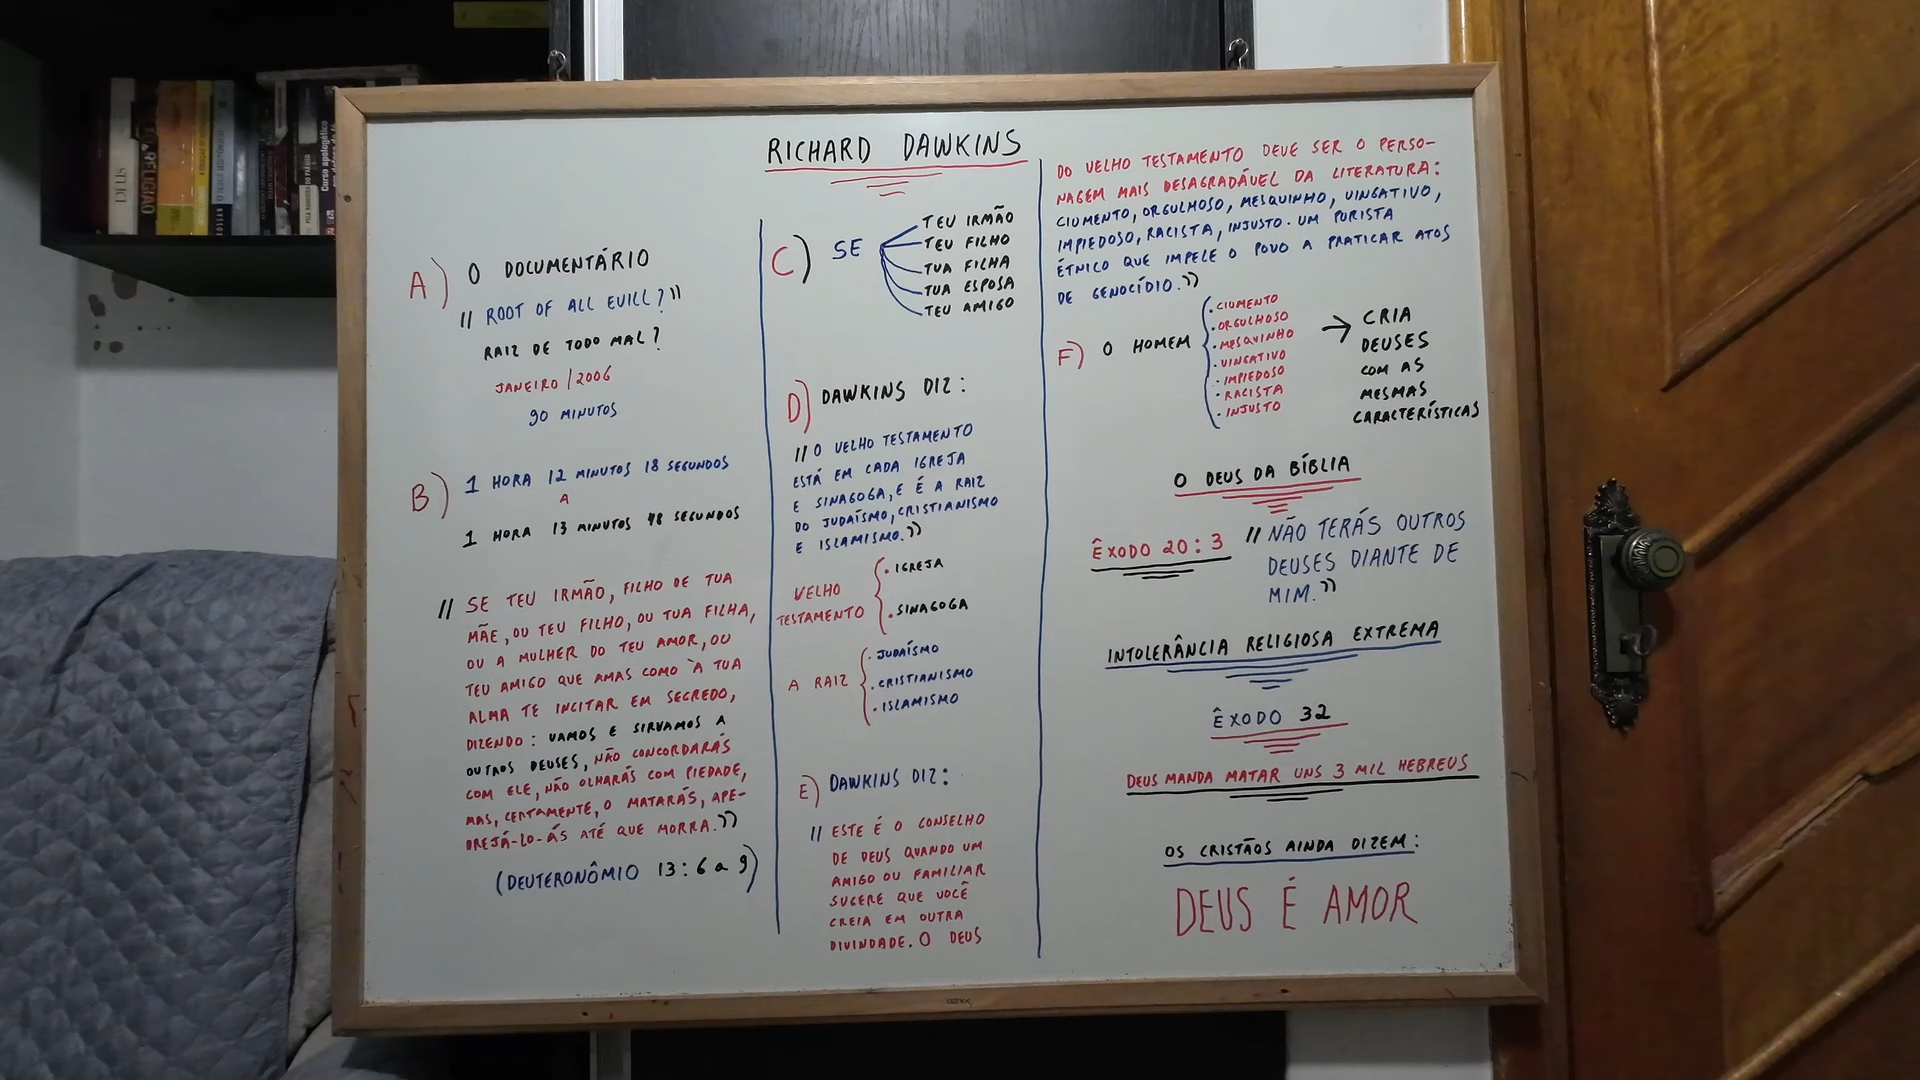 RICHARD DAWKINS
A) O DOCUMENTÁRIO
"ROOT OF ALL EVILL?"
RAIZ DE TODO MAL?
JANEIRO/2006
90 MINUTOS
B) 1 HORA 12 MINUTOS 18 SEGUNDOS
A
1 HORA 13 MINUTOS 48 SEGUNDOS
"SE TEU IRMÃO, FILHO DE TUA
MÃE, OU TEU FILHO, OU TUA FILHA,
OU A MULHER DO TEU AMOR, OU
TEU AMIGO QUE AMAS COMO À TUA
ALMA TE INCITAR EM SEGREDO,
DIZENDO: VAMOS E SIRVAMOS A
OUTROS DEUSES, NÃO CONCORDARÁS
COM ELE, NÃO OLHARÁS COM PIEDADE,
MAS, CERTAMENTE, O MATARÁS, APE-
DREJÁ-LO-ÁS ATÉ QUE MORRA."
(DEUTERONÔMIO 13:6 a 9)
C) SE
TEU IRMÃO
TEU FILHO
TUA FILHA
TUA ESPOSA
TEU AMIGO
D) DAWKINS DIZ:
"O VELHO TESTAMENTO
ESTÁ EM CADA IGREJA
E SINAGOGA, E É A RAIZ
DO JUDAÍSMO, CRISTIANISMO
E ISLAMISMO."
VELHO
TESTAMENTO
. IGREJA
. SINAGOGA
A RAIZ
. JUDAÍSMO
. CRISTIANISMO
. ISLAMISMO
E) DAWKINS DIZ:
"ESTE É O CONSELHO
DE DEUS QUANDO UM
AMIGO OU FAMILIAR
SUGERE QUE VOCÊ
CREIA EM OUTRA
DIVINDADE. O DEUS
DO VELHO TESTAMENTO DEVE SER O PERSO-
NAGEM MAIS DESAGRADÁVEL DA LITERATURA:
CIUMENTO, ORGULHOSO, MESQUINHO, VINGATIVO,
IMPIEDOSO, RACISTA, INJUSTO. UM PURISTA
ÉTNICO QUE IMPELE O POVO A PRATICAR ATOS
DE GENOCÍDIO."
F) O HOMEM
. CIUMENTO
. ORGULHOSO
. MESQUINHO
. VINGATIVO
. IMPIEDOSO
. RACISTA
. INJUSTO
→ CRIA
DEUSES
COM AS
MESMAS
CARACTERÍSTICAS
O DEUS DA BÍBLIA
ÊXODO 20:3
"NÃO TERÁS OUTROS
DEUSES DIANTE DE
MIM."
INTOLERÂNCIA RELIGIOSA EXTREMA
ÊXODO 32
DEUS MANDA MATAR UNS 3 MIL HEBREUS
OS CRISTÃOS AINDA DIZEM:
DEUS É AMOR